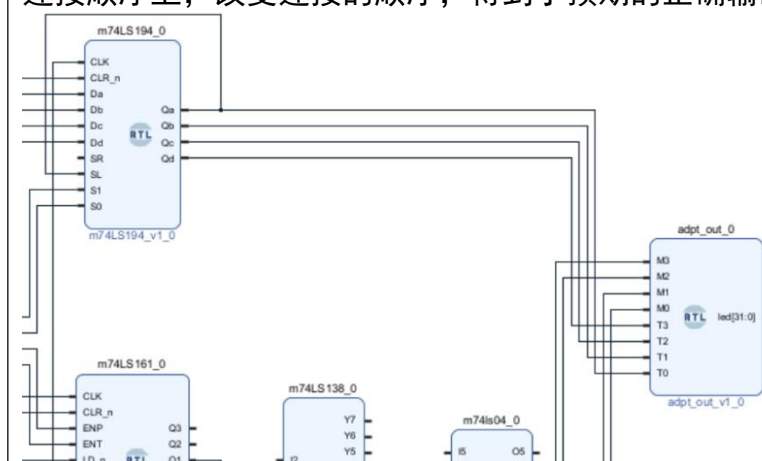 连接顺序上，改变连接的顺序，得到了预期的正确输
m74LS194_0
CLK
CLR_n
Da
Db
Dc
Dd
SR
SL
S1
S0
Qa
Qb
Qc
Qd
RTL
m74LS194_v1_0
adpt_out_0
M3
M2
M1
M0
T3
T2
T1
T0
RTL
led[31:0]
adpt_out_v1_0
m74LS161_0
CLK
CLR_n
ENP
ENT
LD_n
Q3
Q2
Q1
RTL
m74LS138_0
Y7
Y6
Y5
I2
m74ls04_0
I5
O5